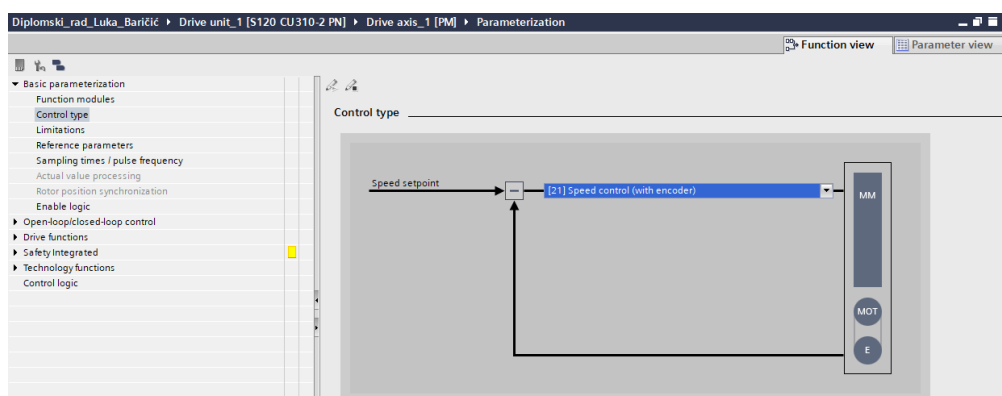 Diplomski_rad_Luka_Baričić ▸ Drive unit_1 [S120 CU310-2 PN] ▸ Drive axis_1 [PM] ▸ Parameterization
Function view
Parameter view
Basic parameterization
Function modules
Control type
Limitations
Reference parameters
Sampling times / pulse frequency
Actual value processing
Rotor position synchronization
Enable logic
Open-loop/closed-loop control
Drive functions
Safety Integrated
Technology functions
Control logic
Control type
Speed setpoint
[21] Speed control (with encoder)
MM
MOT
E